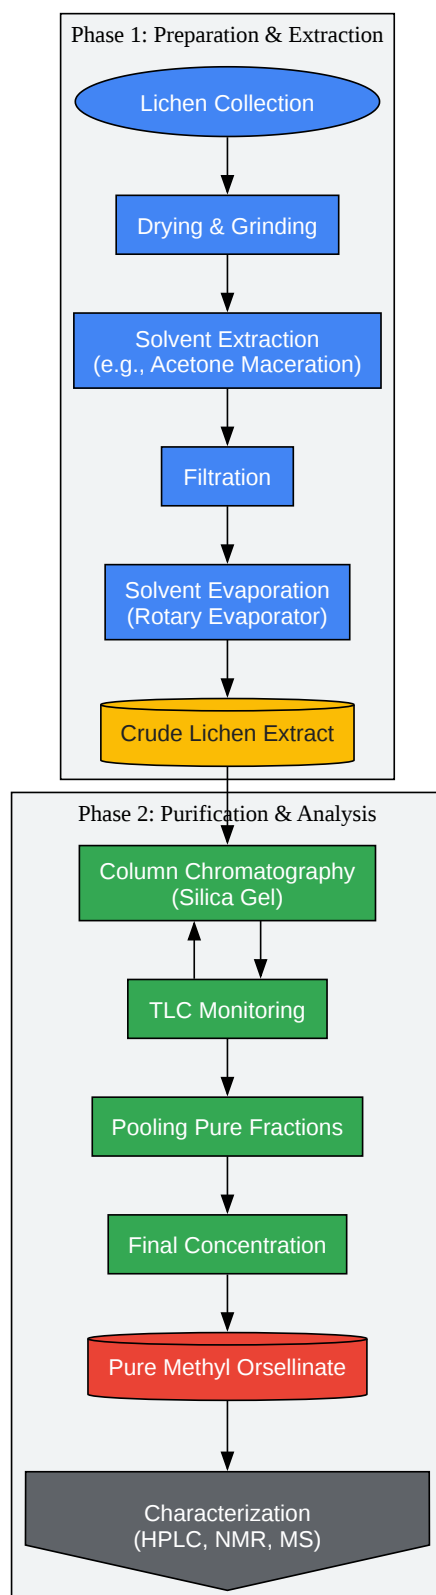 Phase 1: Preparation & Extraction
Lichen Collection
Drying & Grinding
Solvent Extraction
(e.g., Acetone Maceration)
Filtration
Solvent Evaporation
(Rotary Evaporator)
Crude Lichen Extract
Phase 2: Purification & Analysis
Column Chromatography
(Silica Gel)
TLC Monitoring
Pooling Pure Fractions
Final Concentration
Pure Methyl Orsellinate
Characterization
(HPLC, NMR, MS)